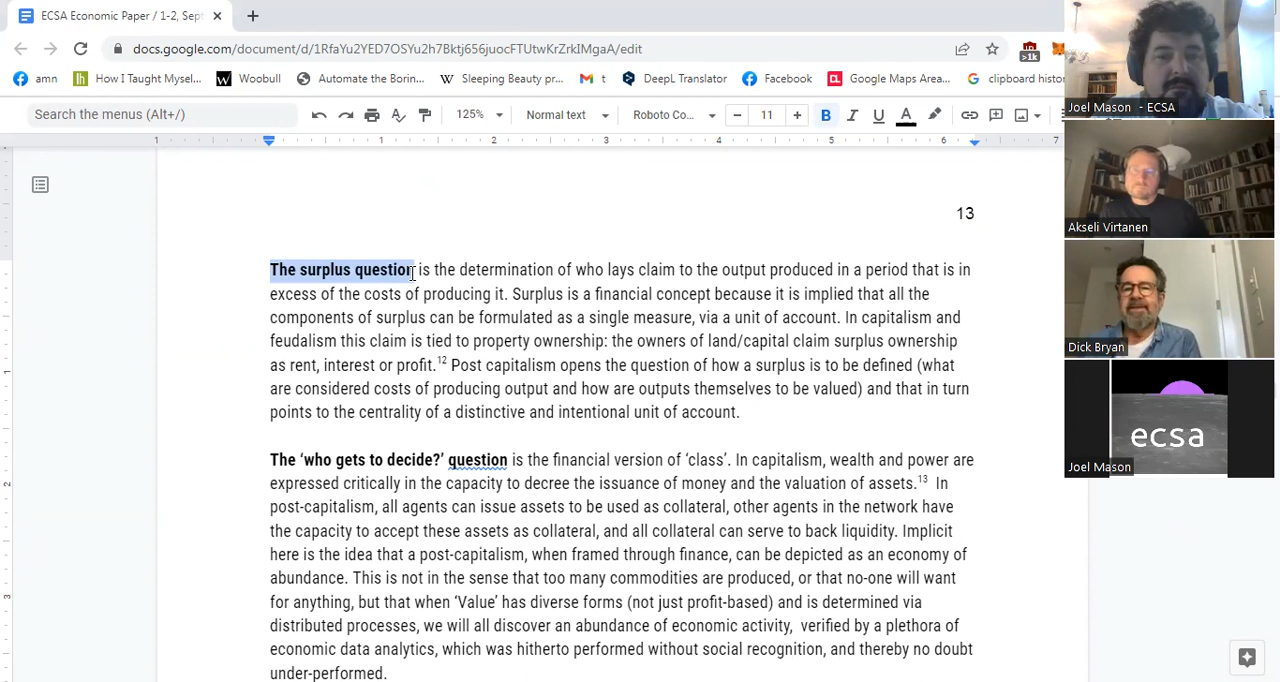 ECSA Economic Paper / 1-2, Sept
docs.google.com/document/d/1RfaYu2YED7OSYu2h7Bktj656juocFTUtwKrZrkIMgaA/edit
>1k
amn How I Taught Mysel... Woobull Automate the Borin... Sleeping Beauty pr... t DeepL Translator Facebook Google Maps Area... clipboard histor
Search the menus (Alt+/) 125% Normal text Roboto Co... – 11 + B I U A
1 1 2 3 4 5 6 7
13
The surplus question is the determination of who lays claim to the output produced in a period that is in
excess of the costs of producing it. Surplus is a financial concept because it is implied that all the
components of surplus can be formulated as a single measure, via a unit of account. In capitalism and
feudalism this claim is tied to property ownership: the owners of land/capital claim surplus ownership
as rent, interest or profit.12 Post capitalism opens the question of how a surplus is to be defined (what
are considered costs of producing output and how are outputs themselves to be valued) and that in turn
points to the centrality of a distinctive and intentional unit of account.
The ‘who gets to decide?’ question is the financial version of ‘class’. In capitalism, wealth and power are
expressed critically in the capacity to decree the issuance of money and the valuation of assets.13 In
post-capitalism, all agents can issue assets to be used as collateral, other agents in the network have
the capacity to accept these assets as collateral, and all collateral can serve to back liquidity. Implicit
here is the idea that a post-capitalism, when framed through finance, can be depicted as an economy of
abundance. This is not in the sense that too many commodities are produced, or that no-one will want
for anything, but that when ‘Value’ has diverse forms (not just profit-based) and is determined via
distributed processes, we will all discover an abundance of economic activity, verified by a plethora of
economic data analytics, which was hitherto performed without social recognition, and thereby no doubt
under-performed.
1
2
3
Joel Mason - ECSA
Akseli Virtanen
Dick Bryan
ecsa
Joel Mason